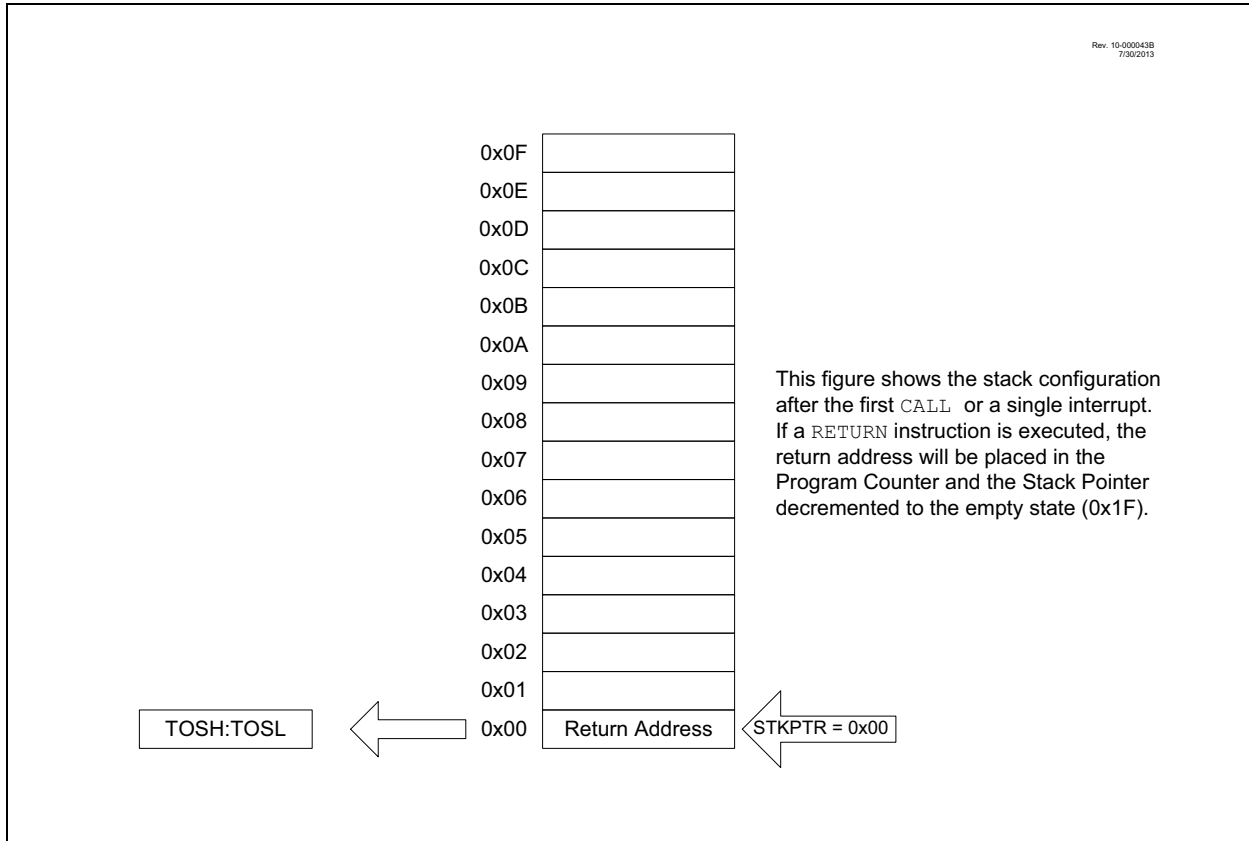 Rev. 10-000043B
7/30/2013
0x0F
0x0E
0x0D
0x0C
0x0B
0x0A
0x09
0x08
0x07
0x06
0x05
0x04
0x03
0x02
0x01
0x00
This figure shows the stack configuration
after the first CALL or a single interrupt.
If a RETURN instruction is executed, the
return address will be placed in the
Program Counter and the Stack Pointer
decremented to the empty state (0x1F).
TOSH:TOSL
Return Address
STKPTR = 0x00